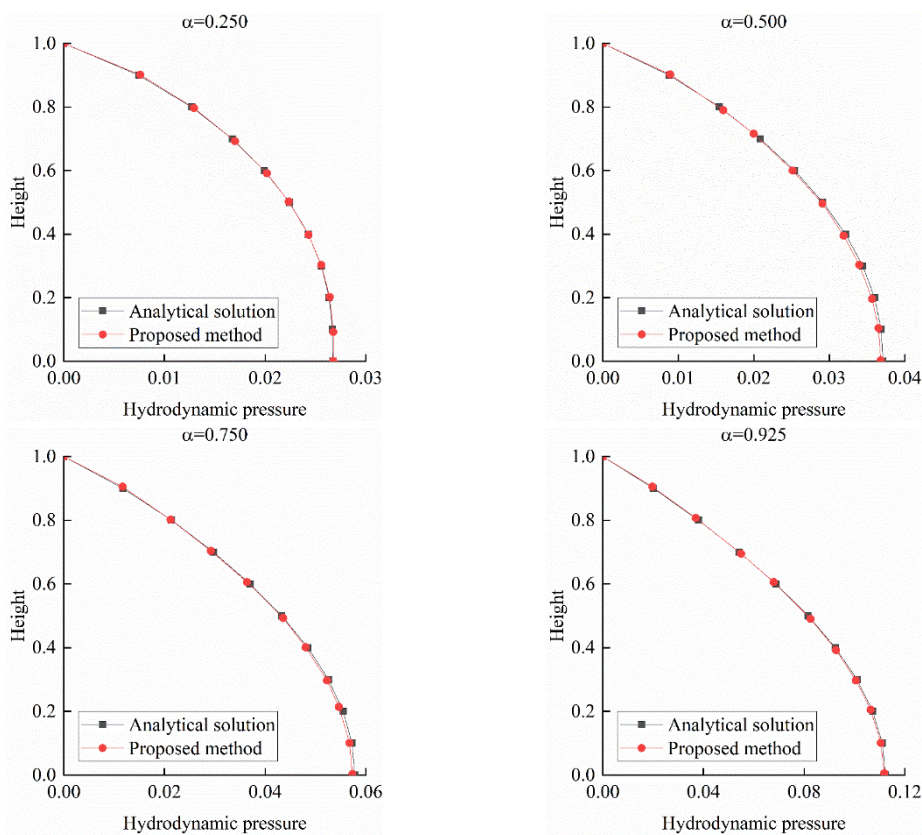 α=0.250
1.0
0.8
0.6
0.4
0.2
0.0
Height
Analytical solution
Proposed method
0.00 0.01 0.02 0.03
Hydrodynamic pressure
α=0.500
1.0
0.8
0.6
0.4
0.2
0.0
Height
Analytical solution
Proposed method
0.00 0.01 0.02 0.03 0.04
Hydrodynamic pressure
α=0.750
1.0
0.8
0.6
0.4
0.2
0.0
Height
Analytical solution
Proposed method
0.00 0.02 0.04 0.06
Hydrodynamic pressure
α=0.925
1.0
0.8
0.6
0.4
0.2
0.0
Height
Analytical solution
Proposed method
0.00 0.04 0.08 0.12
Hydrodynamic pressure